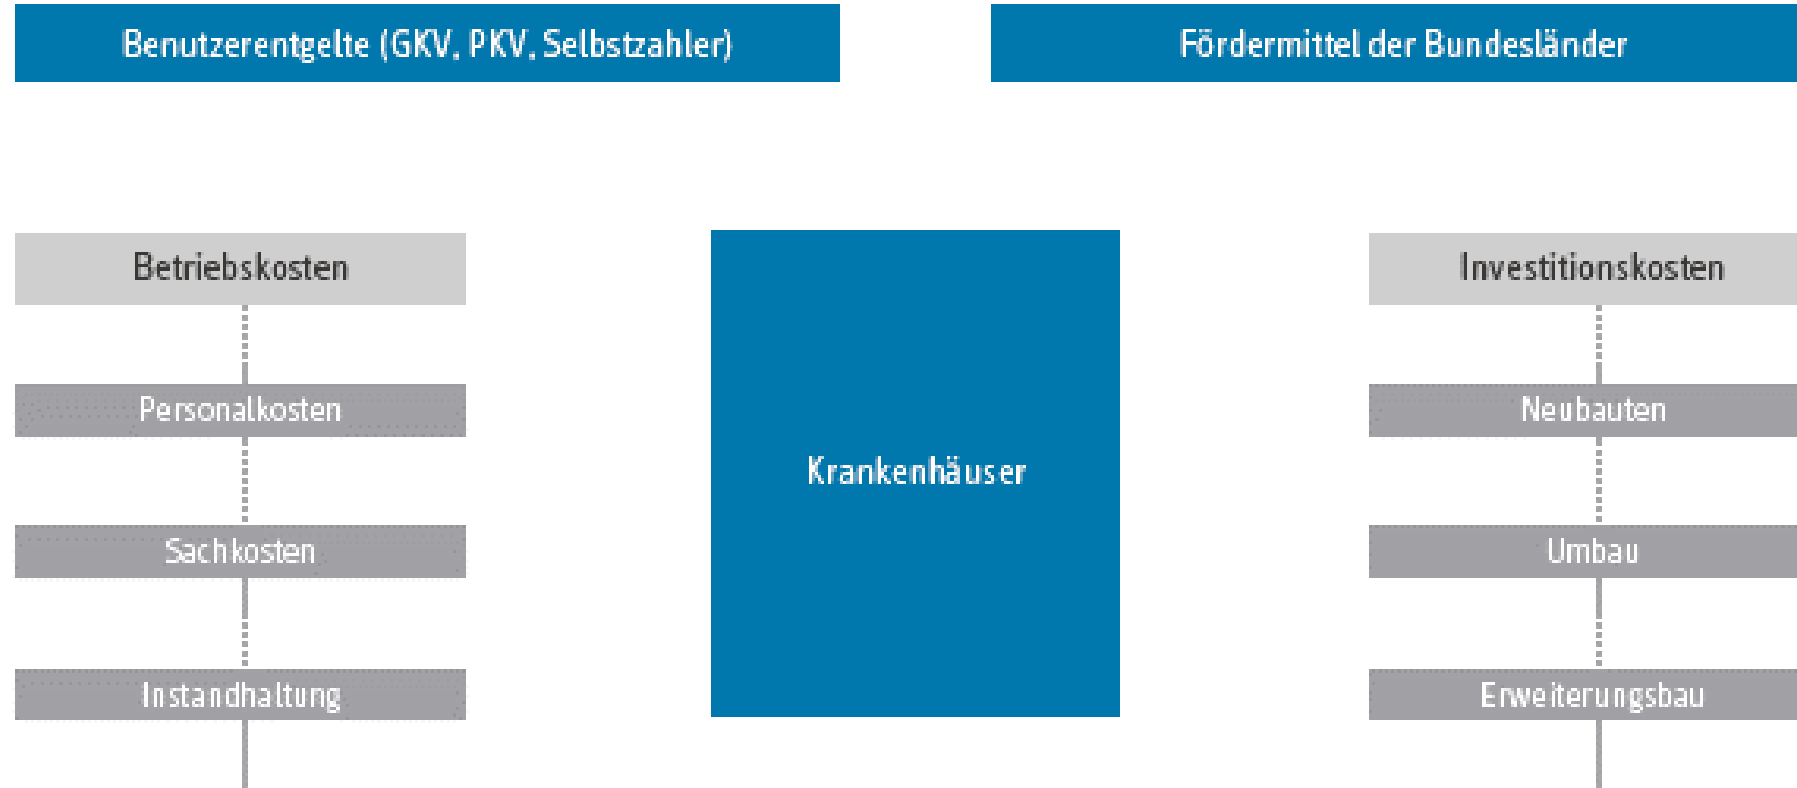 Benutzerentgelte (GKV, PKV, Selbstzahler)
Fördermittel der Bundesländer
Betriebskosten
Personalkosten
Sachkosten
Instandhaltung
Krankenhäuser
Investitionskosten
Neubauten
Umbau
Erweiterungsbau